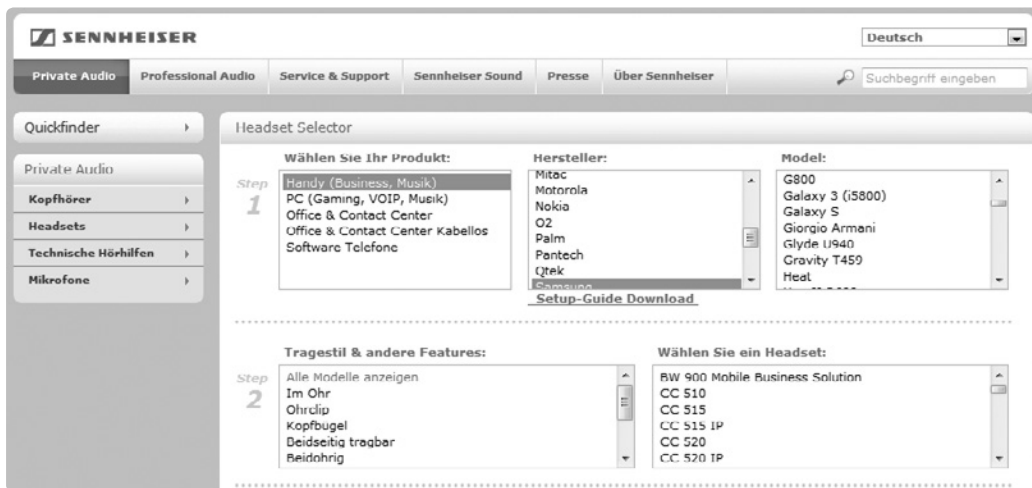 SENNHEISER
Deutsch
Private Audio
Professional Audio
Service & Support
Sennheiser Sound
Presse
Über Sennheiser
Suchbegriff eingeben
Quickfinder
Private Audio
Kopfhörer
Headsets
Technische Hörhilfen
Mikrofone
Headset Selector
Step
1
Wählen Sie Ihr Produkt:
Handy (Business, Musik)
PC (Gaming, VOIP, Musik)
Office & Contact Center
Office & Contact Center Kabellos
Software Telefone
Hersteller:
Mitac
Motorola
Nokia
O2
Palm
Pantech
Qtek
Samsung
Setup-Guide Download
Model:
G800
Galaxy 3 (i5800)
Galaxy S
Giorgio Armani
Glyde U940
Gravity T459
Heat
Step
2
Tragestil & andere Features:
Alle Modelle anzeigen
Im Ohr
Ohrclip
Kopfbügel
Beidseitig tragbar
Beidohrig
Wählen Sie ein Headset:
BW 900 Mobile Business Solution
CC 510
CC 515
CC 515 IP
CC 520
CC 520 IP